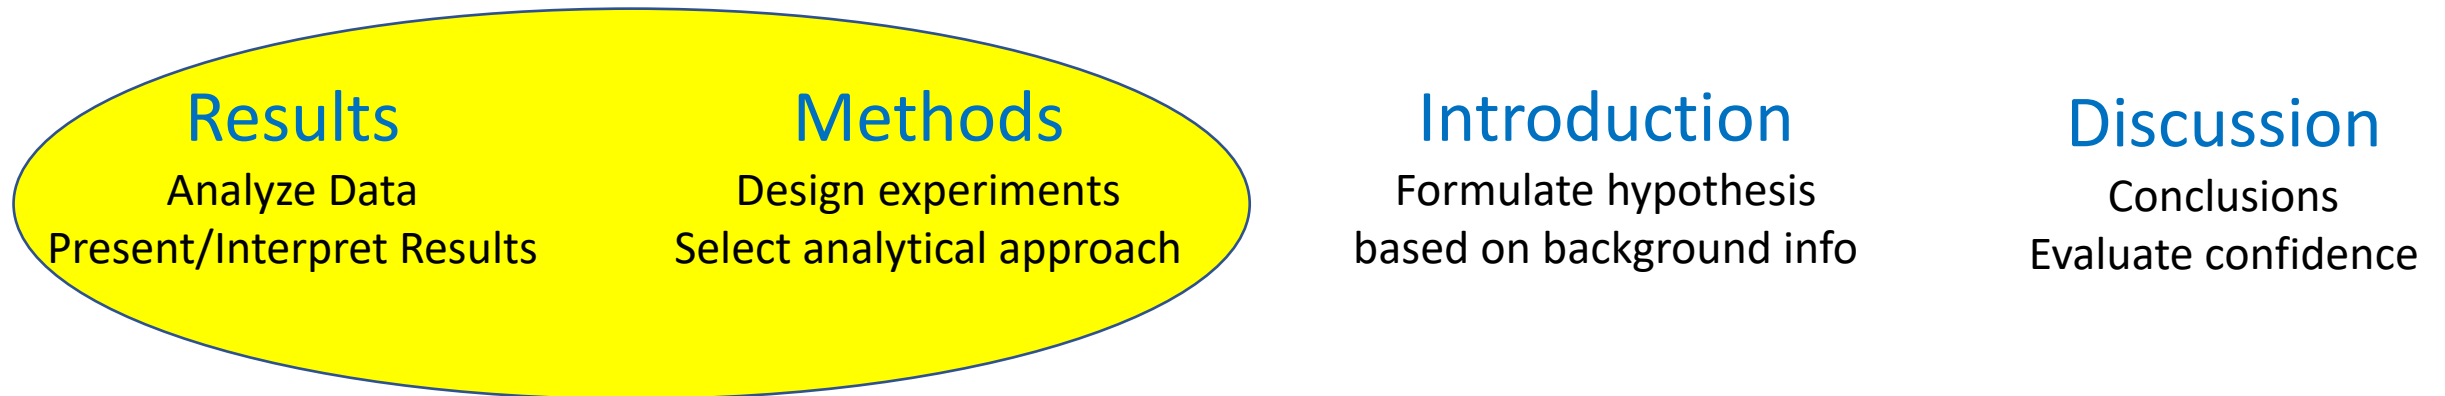 Results
Analyze Data
Present/Interpret Results
Methods
Design experiments
Select analytical approach
Introduction
Formulate hypothesis
based on background info
Discussion
Conclusions
Evaluate confidence